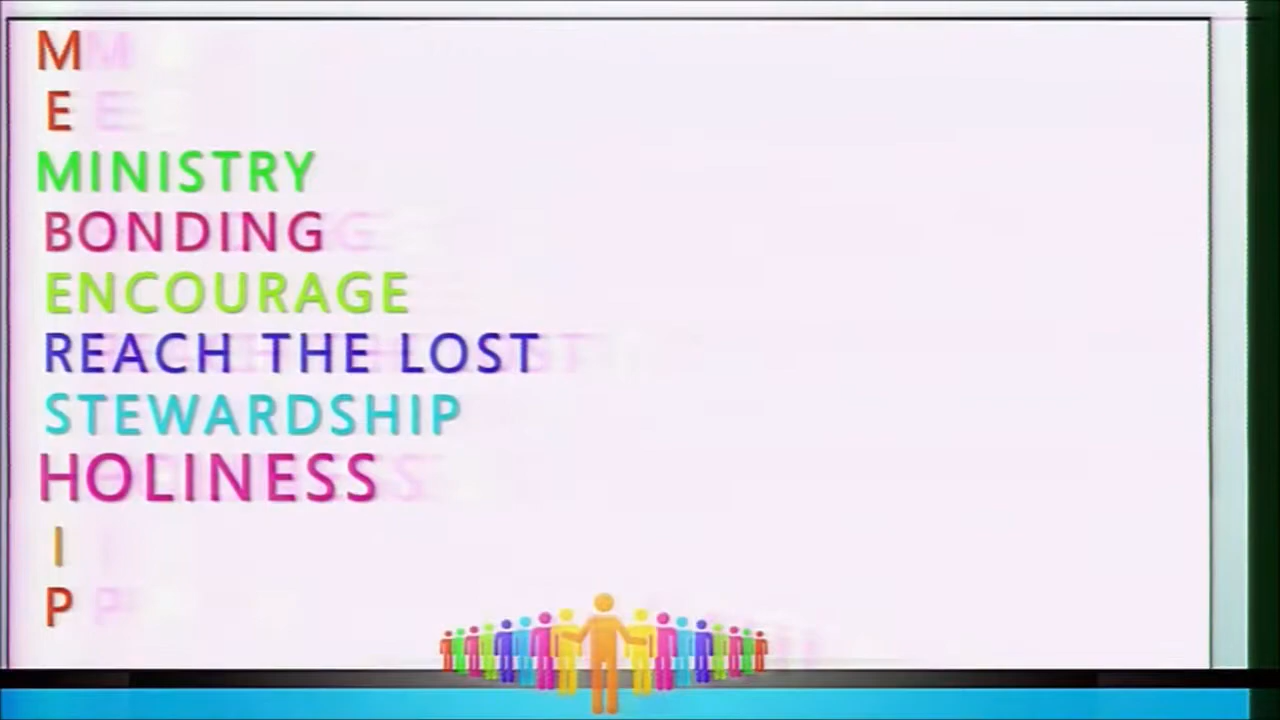 M
E
MINISTRY
BONDING
ENCOURAGE
REACH THE LOST
STEWARDSHIP
HOLINESS
I
P